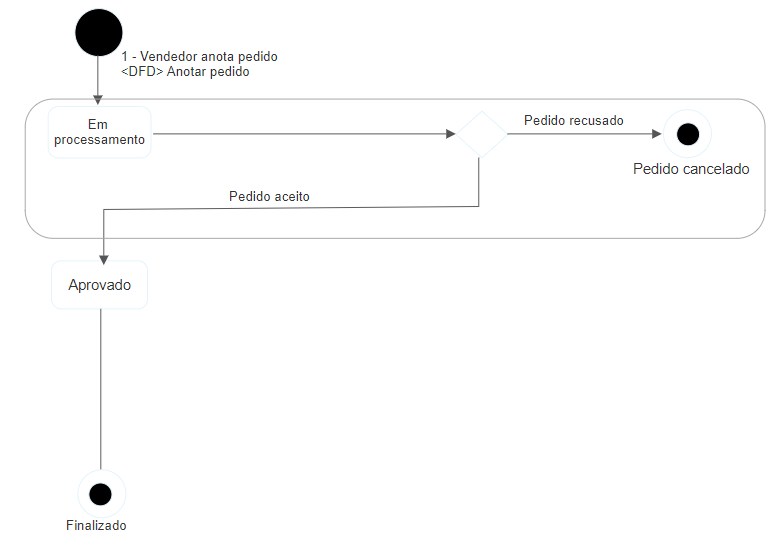 1 - Vendedor anota pedido
<DFD> Anotar pedido
Em
processamento
Pedido recusado
Pedido cancelado
Pedido aceito
Aprovado
Finalizado